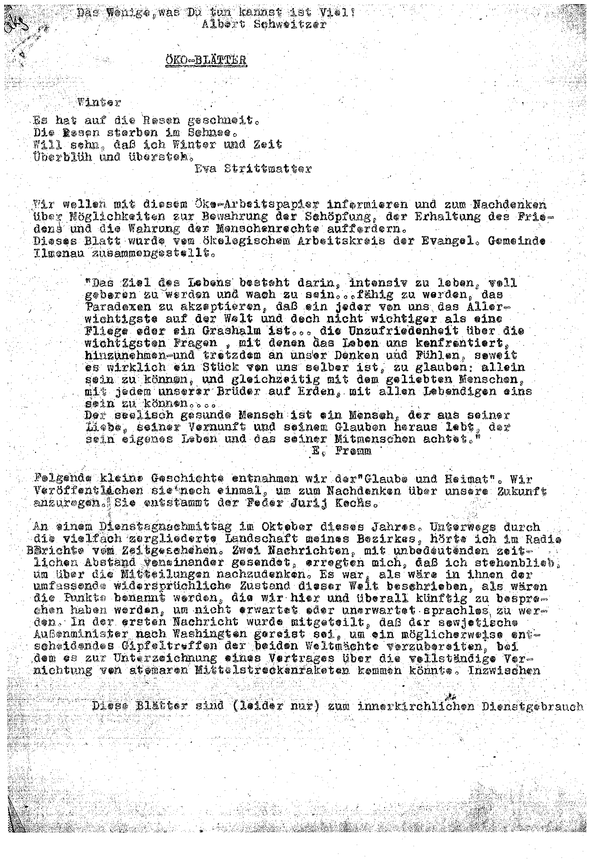 Das Wenige, was Du tun kannst ist Viel!
Albert Schweitzer
ÖKO-BLÄTTER
Winter
Es hat auf die Rosen geschneit.
Die Rosen sterben im Schnee.
Will sehn, daß ich Winter und Zeit
Überblüh und übersteh.
Eva Strittmatter
Wir wollen mit diesem Öko-Arbeitspapier informieren und zum Nachdenken
über Möglichkeiten zur Bewahrung der Schöpfung, der Erhaltung des Frie-
dens und die Wahrung der Menschenrechte auffordern.
Dieses Blatt wurde vom ökologischem Arbeitskreis der Evangel. Gemeinde
Ilmenau zusammengestellt.
"Das Ziel des Lebens besteht darin, intensiv zu leben, voll
geboren zu werden und wach zu sein...fähig zu werden, das
Paradoxen zu akzeptieren, daß ein jeder von uns das Aller-
wichtigste auf der Welt und doch nicht wichtiger als eine
Fliege oder ein Grashalm ist... die Unzufriedenheit über die
wichtigsten Fragen , mit denen das Leben uns konfrontiert,
hinzunehmen-und trotzdem an unser Denken und Fühlen, soweit
es wirklich ein Stück von uns selber ist, zu glauben: allein
sein zu können, und gleichzeitig mit dem geliebten Menschen,
mit jedem unserer Brüder auf Erden, mit allen Lebendigen eins
sein zu können....
Der seelisch gesunde Mensch ist ein Mensch, der aus seiner
Liebe, seiner Vernunft und seinem Glauben heraus lebt, der
sein eigenes Leben und das seiner Mitmenschen achtet."
E. Fromm
Folgende kleine Geschichte entnahmen wir der"Glaube und Heimat". Wir
Veröffentlichen sie noch einmal, um zum Nachdenken über unsere Zukunft
anzuregen. Sie entstammt der Feder Jurij Kochs.
An einem Dienstagnachmittag im Oktober dieses Jahres. Unterwegs durch
die vielfach zergliederte Landschaft meines Bezirkes, hörte ich im Radio
BBrichte vom Zeitgeschehen. Zwei Nachrichten, mit unbedeutenden zeit-
lichen Abstand voneinander gesendet, erregten mich, daß ich stehenblieb,
um über die Mitteilungen nachzudenken. Es war, als wäre in ihnen der
umfassende widersprüchliche Zustand dieser Welt beschrieben, als wären
die Punkte benannt worden, die wir hier und überall künftig zu bespre-
chen haben werden, um nicht erwartet oder unerwartet sprachlos zu wer-
den. In der ersten Nachricht wurde mitgeteilt, daß der sowjetische
Außenminister nach Washington gereist sei, um ein möglicherweise ent-
scheidendes Gipfeltreffen der beiden Weltmächte vorzubereiten, bei
dem es zur Unterzeichnung eines Vertrages über die vollständige Ver-
nichtung von atomaren Mittelstreckenraketen kommen könnte. Inzwischen
Diese Blätter sind (leider nur) zum innerkirchlichen Dienstgebrauch